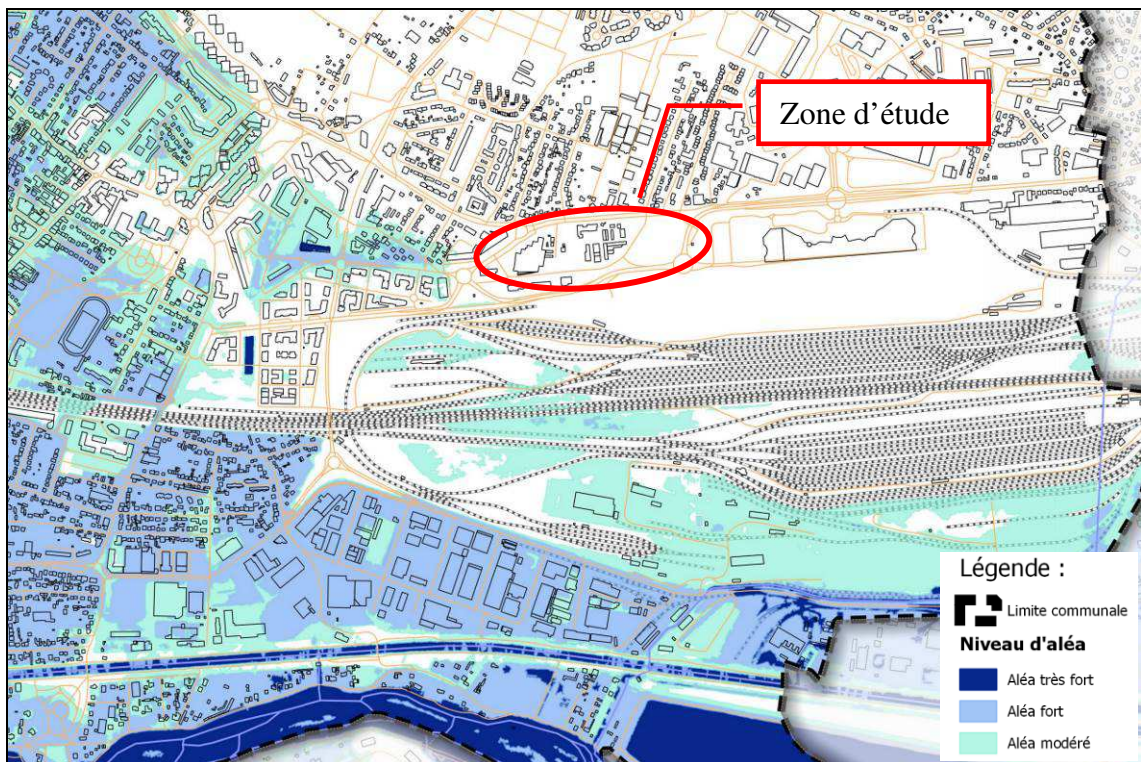 Zone d'étude
Légende :
Limite communale
Niveau d'aléa
Aléa très fort
Aléa fort
Aléa modéré